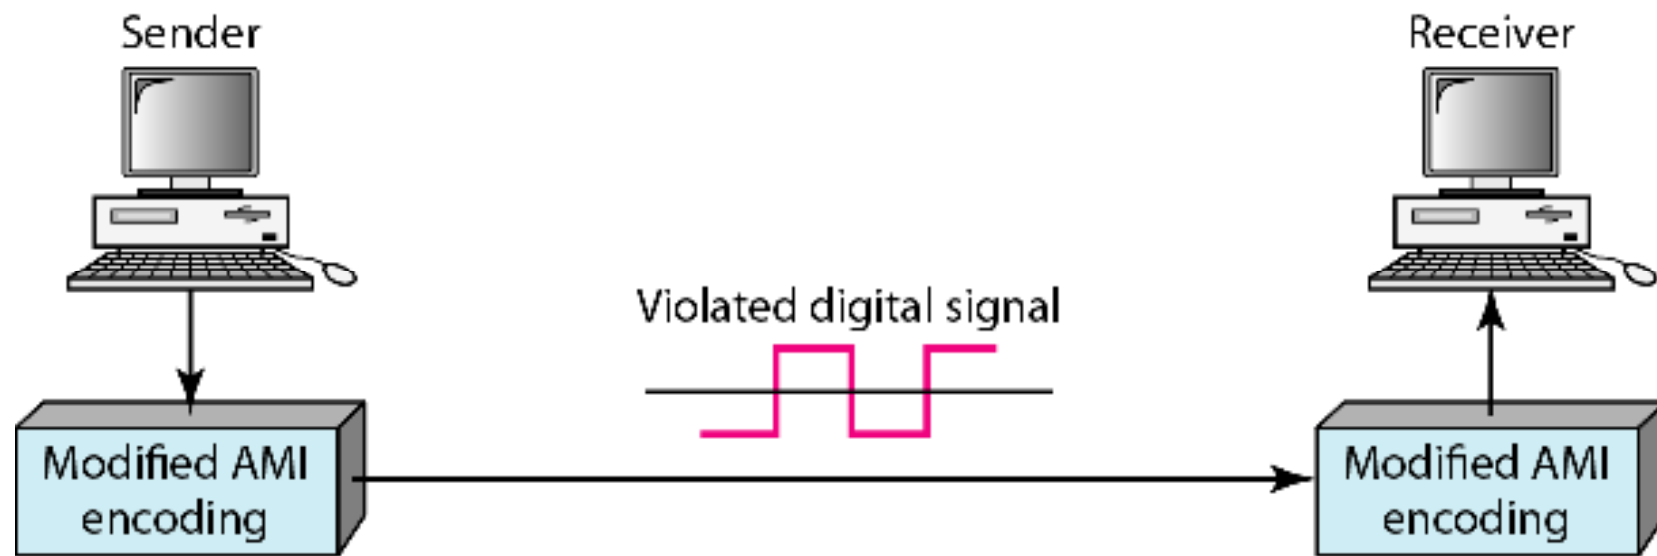 Sender
Receiver
Violated digital signal
Modified AMI
encoding
Modified AMI
encoding